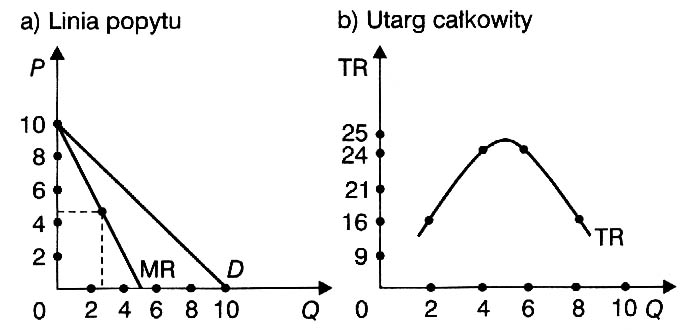 a) Linia popytu
P
10
8
6
4
2
0
2 4 6 8 10 Q
MR
D
b) Utarg całkowity
TR
25
24
21
16
9
0
2 4 6 8 10 Q
TR